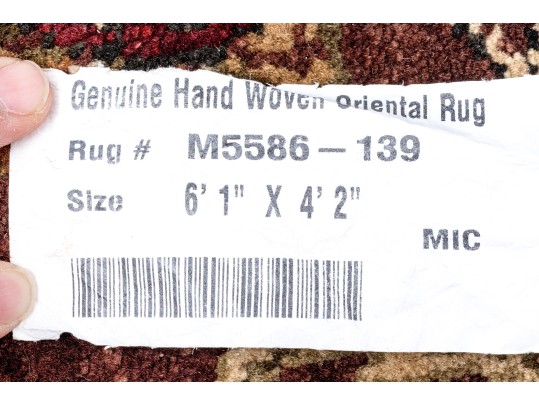 Genuine Hand Woven Oriental Rug
Rug # M5586-139
Size 6' 1" X 4' 2"
MIC